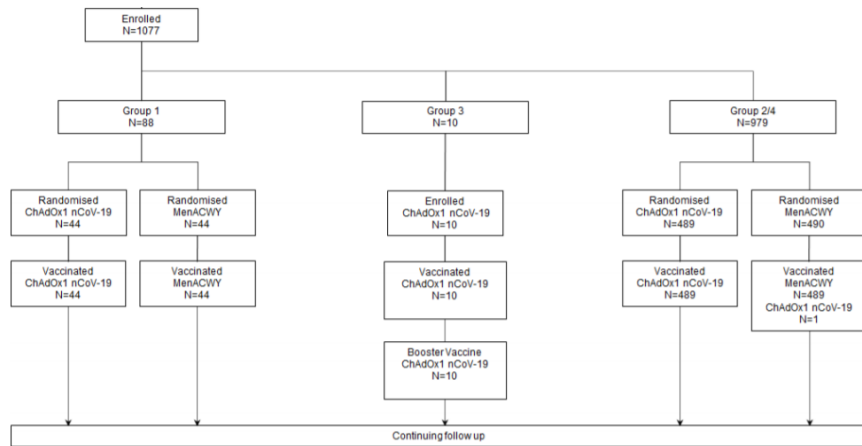 Enrolled
N=1077
Group 1
N=88
Group 3
N=10
Group 2/4
N=979
Randomised
ChAdOx1 nCoV-19
N=44
Randomised
MenACWY
N=44
Enrolled
ChAdOx1 nCoV-19
N=10
Randomised
ChAdOx1 nCoV-19
N=489
Randomised
MenACWY
N=490
Vaccinated
ChAdOx1 nCoV-19
N=44
Vaccinated
MenACWY
N=44
Vaccinated
ChAdOx1 nCoV-19
N=10
Vaccinated
ChAdOx1 nCoV-19
N=489
Vaccinated
MenACWY
N=489
ChAdOx1 nCoV-19
N=1
Booster Vaccine
ChAdOx1 nCoV-19
N=10
Continuing follow up